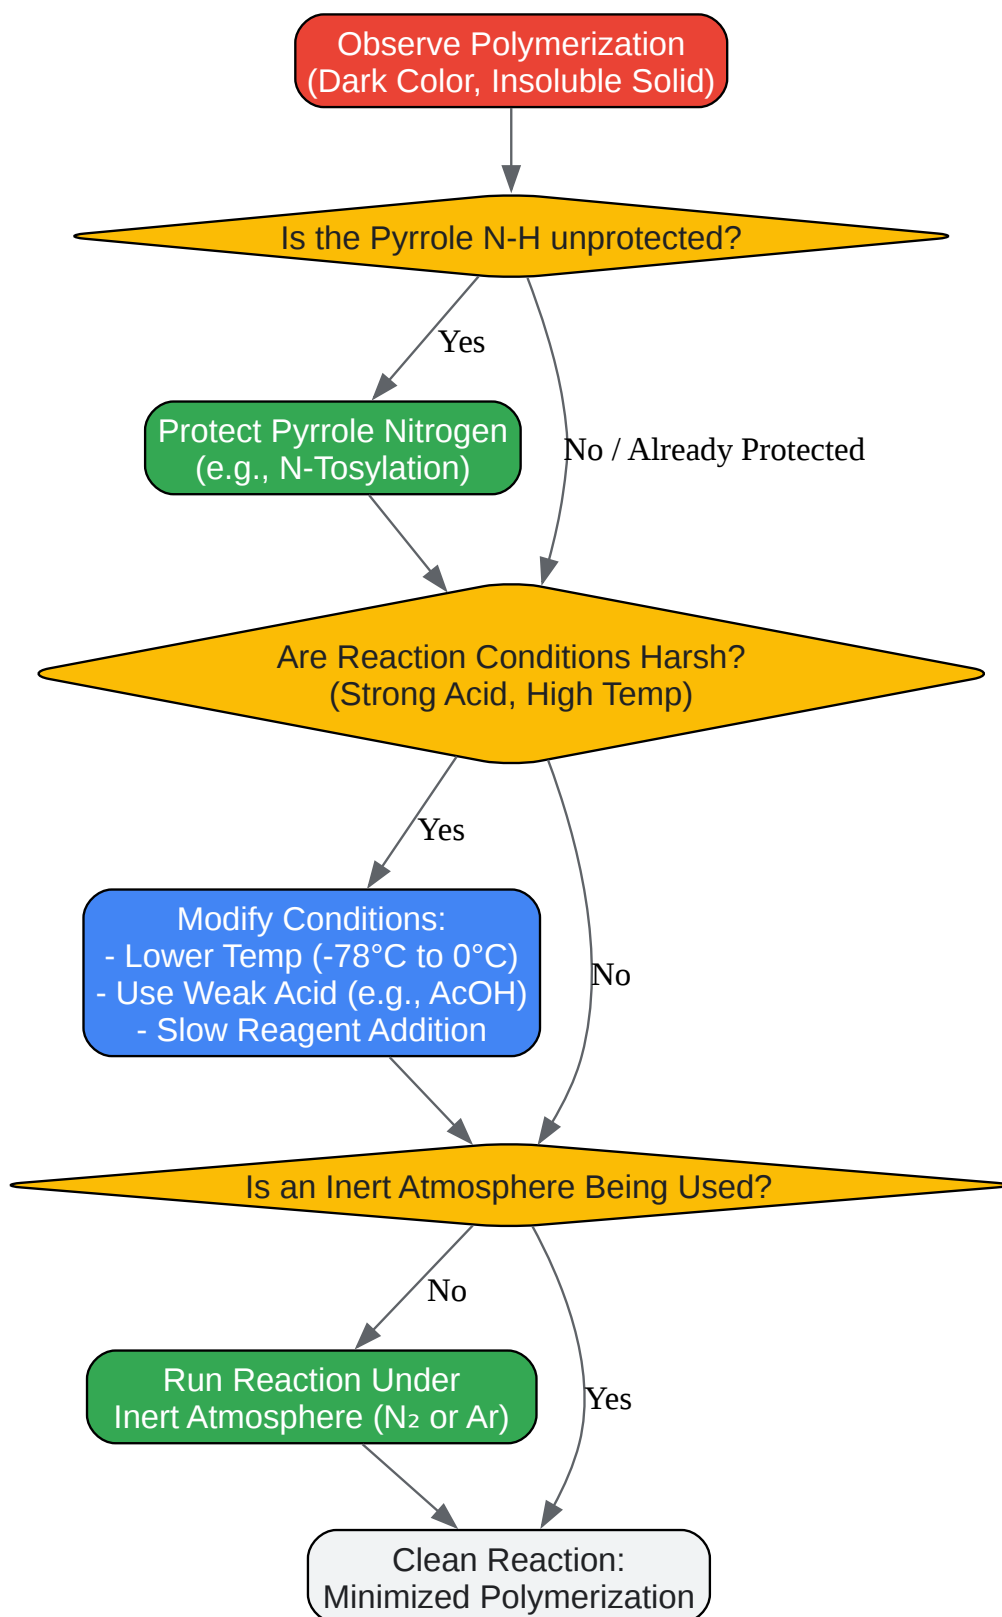 Observe Polymerization
(Dark Color, Insoluble Solid)
Is the Pyrrole N-H unprotected?
Yes
Protect Pyrrole Nitrogen
(e.g., N-Tosylation)
No / Already Protected
Are Reaction Conditions Harsh?
(Strong Acid, High Temp)
Yes
Modify Conditions:
- Lower Temp (-78°C to 0°C)
- Use Weak Acid (e.g., AcOH)
- Slow Reagent Addition
No
Is an Inert Atmosphere Being Used?
No
Run Reaction Under
Inert Atmosphere (N₂ or Ar)
Yes
Clean Reaction:
Minimized Polymerization